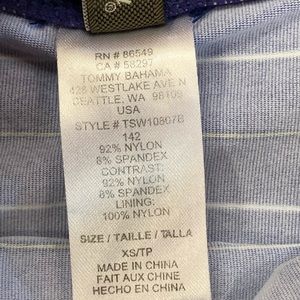 RN # 86549
CA # 58297
TOMMY BAHAMA
428 WESTLAKE AVE N
SEATTLE, WA 98109
USA
STYLE # TSW10807B
142
92% NYLON
8% SPANDEX
CONTRAST:
92% NYLON
8% SPANDEX
LINING:
100% NYLON
SIZE / TAILLE / TALLA
XS/TP
MADE IN CHINA
FAIT AUX CHINE
HECHO EN CHINA